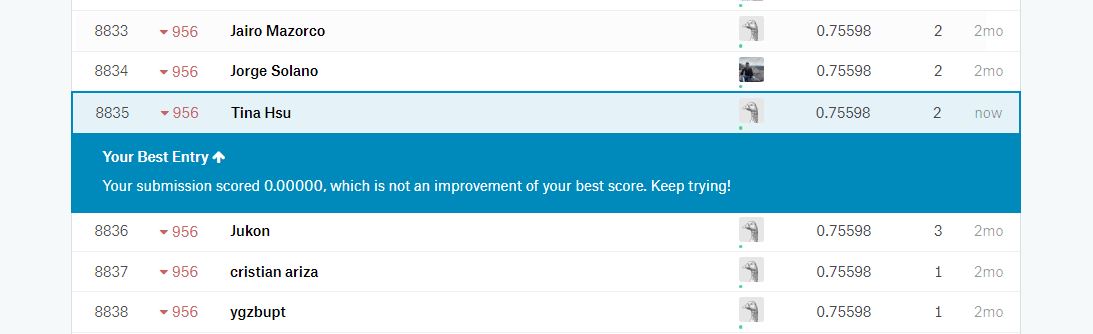 8833 956 Jairo Mazorco 0.75598 2 2mo
8834 956 Jorge Solano 0.75598 2 2mo
8835 956 Tina Hsu 0.75598 2 now
Your Best Entry
Your submission scored 0.00000, which is not an improvement of your best score. Keep trying!
8836 956 Jukon 0.75598 3 2mo
8837 956 cristian ariza 0.75598 1 2mo
8838 956 ygzbupt 0.75598 1 2mo